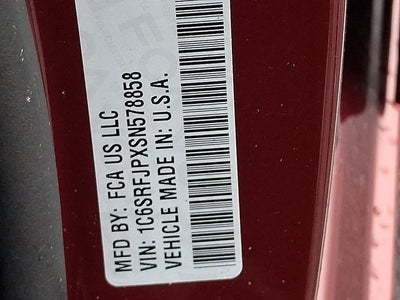 MFD BY: FCA US LLC
VIN: 1C6SRFJPXSN578858
VEHICLE MADE IN: U.S.A.